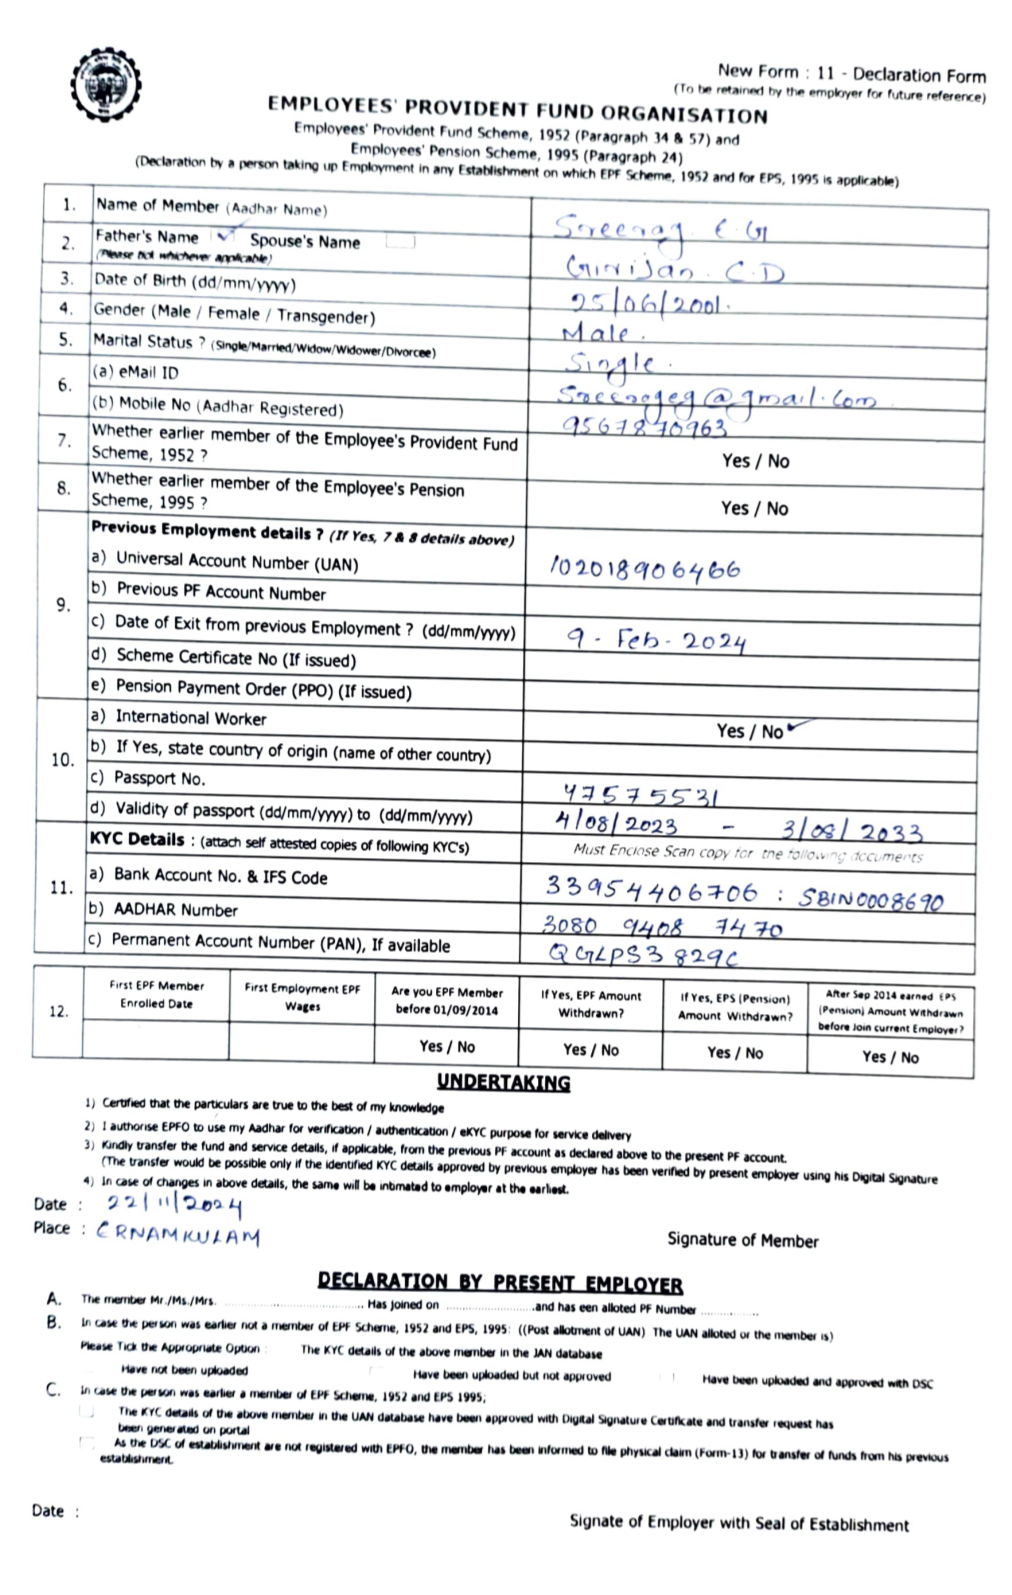 New Form : 11 - Declaration Form
(To be retained by the employer for future reference)
EMPLOYEES' PROVIDENT FUND ORGANISATION
Employees' Provident Fund Scheme, 1952 (Paragraph 34 & 57) and
Employees' Pension Scheme, 1995 (Paragraph 24)
(Declaration by a person taking up Employment in any Establishment on which EPF Scheme, 1952 and for EPS, 1995 is applicable)
1. Name of Member (Aadhar Name) Sreerag. E.G
2. Father's Name Spouse's Name Girijan. C.D
(Please tick whichever applicable)
3. Date of Birth (dd/mm/yyyy) 25/06/2001.
4. Gender (Male / Female / Transgender) Male.
5. Marital Status ? (Single/Married/Widow/Widower/Divorcee) Single.
6. (a) eMail ID Sreerageg@gmail.com
(b) Mobile No (Aadhar Registered) 9567870963
7. Whether earlier member of the Employee's Provident Fund Scheme, 1952 ? Yes / No
8. Whether earlier member of the Employee's Pension Scheme, 1995 ? Yes / No
9. Previous Employment details ? (If Yes, 7 & 8 details above)
a) Universal Account Number (UAN) 102018906466
b) Previous PF Account Number
c) Date of Exit from previous Employment ? (dd/mm/yyyy) 9 - Feb - 2024
d) Scheme Certificate No (If issued)
e) Pension Payment Order (PPO) (If issued)
10. a) International Worker Yes / No
b) If Yes, state country of origin (name of other country)
c) Passport No. 47575531
d) Validity of passport (dd/mm/yyyy) to (dd/mm/yyyy) 4/08/2023 - 3/08/2033
11. KYC Details : (attach self attested copies of following KYC's) Must Enclose Scan copy for the following documents
a) Bank Account No. & IFS Code 33954406706 : SBIN0008690
b) AADHAR Number 3080 9408 7470
c) Permanent Account Number (PAN), If available QGLPS3829C
12. First EPF Member Enrolled Date
First Employment EPF Wages
Are you EPF Member before 01/09/2014
If Yes, EPF Amount Withdrawn?
If Yes, EPS (Pension) Amount Withdrawn?
After Sep 2014 earned EPS (Pension) Amount Withdrawn before Join current Employer?
Yes / No Yes / No Yes / No Yes / No
UNDERTAKING
1) Certified that the particulars are true to the best of my knowledge
2) I authorise EPFO to use my Aadhar for verification / authentication / eKYC purpose for service delivery
3) Kindly transfer the fund and service details, if applicable, from the previous PF account as declared above to the present PF account.
(The transfer would be possible only if the identified KYC details approved by previous employer has been verified by present employer using his Digital Signature
4) In case of changes in above details, the same will be intimated to employer at the earliest.
Date : 22/11/2024
Place : ERNAMKULAM
Signature of Member
DECLARATION BY PRESENT EMPLOYER
A. The member Mr./Ms./Mrs. .................... Has joined on .................... and has een alloted PF Number ..............
B. In case the person was earlier not a member of EPF Scheme, 1952 and EPS, 1995: ((Post allotment of UAN) The UAN alloted or the member is)
Please Tick the Appropriate Option : The KYC details of the above member in the JAN database
Have not been uploaded Have been uploaded but not approved Have been uploaded and approved with DSC
C. In case the person was earlier a member of EPF Scheme, 1952 and EPS 1995;
The KYC details of the above member in the UAN database have been approved with Digital Signature Certificate and transfer request has
been generated on portal
As the DSC of establishment are not registered with EPFO, the member has been informed to file physical claim (Form-13) for transfer of funds from his previous
establishment.
Date :
Signate of Employer with Seal of Establishment